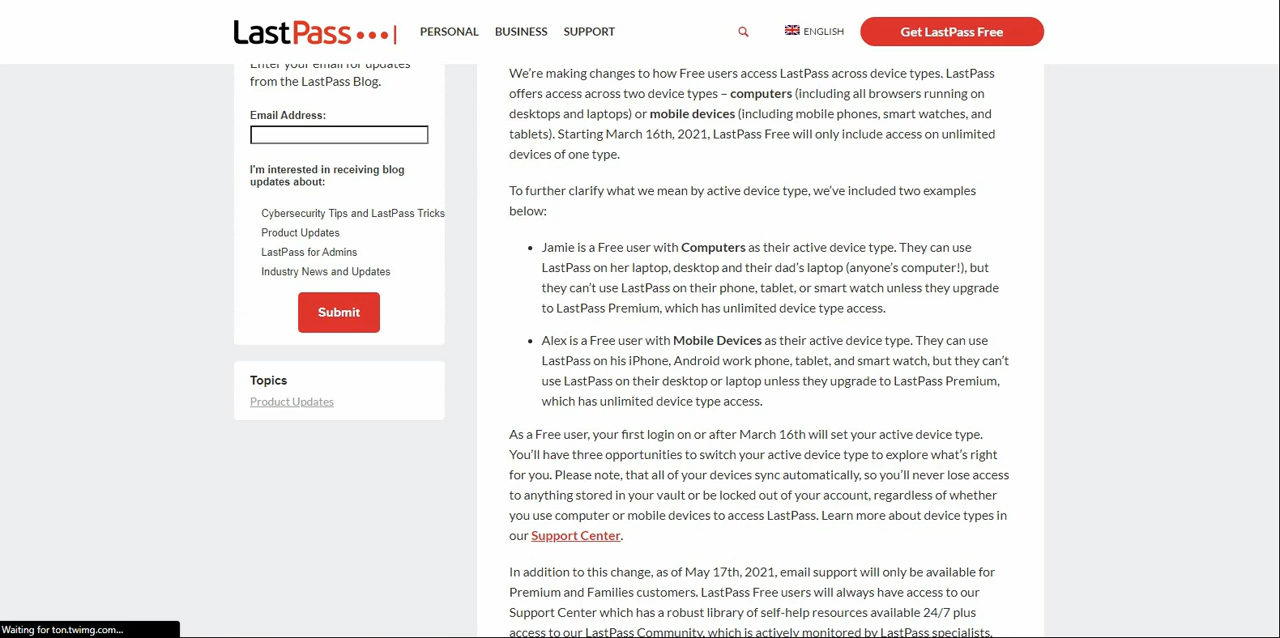 LastPass
PERSONAL
BUSINESS
SUPPORT
ENGLISH
Get LastPass Free
Enter your email for updates
from the LastPass Blog.
Email Address:
I'm interested in receiving blog
updates about:
Cybersecurity Tips and LastPass Tricks
Product Updates
LastPass for Admins
Industry News and Updates
Submit
Topics
Product Updates
We're making changes to how Free users access LastPass across device types. LastPass
offers access across two device types – computers (including all browsers running on
desktops and laptops) or mobile devices (including mobile phones, smart watches, and
tablets). Starting March 16th, 2021, LastPass Free will only include access on unlimited
devices of one type.
To further clarify what we mean by active device type, we've included two examples
below:
• Jamie is a Free user with Computers as their active device type. They can use
LastPass on her laptop, desktop and their dad's laptop (anyone's computer!), but
they can't use LastPass on their phone, tablet, or smart watch unless they upgrade
to LastPass Premium, which has unlimited device type access.
• Alex is a Free user with Mobile Devices as their active device type. They can use
LastPass on his iPhone, Android work phone, tablet, and smart watch, but they can't
use LastPass on their desktop or laptop unless they upgrade to LastPass Premium,
which has unlimited device type access.
As a Free user, your first login on or after March 16th will set your active device type.
You'll have three opportunities to switch your active device type to explore what's right
for you. Please note, that all of your devices sync automatically, so you'll never lose access
to anything stored in your vault or be locked out of your account, regardless of whether
you use computer or mobile devices to access LastPass. Learn more about device types in
our Support Center.
In addition to this change, as of May 17th, 2021, email support will only be available for
Premium and Families customers. LastPass Free users will always have access to our
Support Center which has a robust library of self-help resources available 24/7 plus
access to our LastPass Community, which is actively monitored by LastPass specialists.
Waiting for ton.twimg.com...